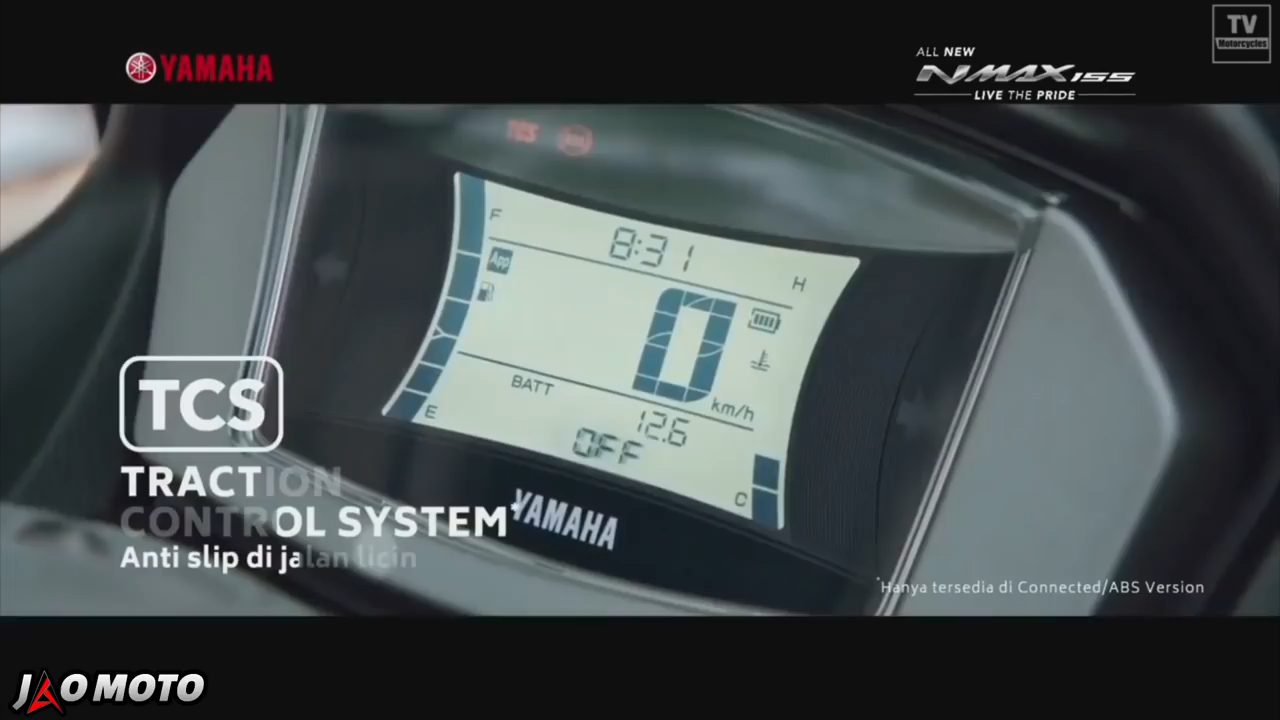 TV
Motorcycles
YAMAHA
ALL NEW
NMAX155
LIVE THE PRIDE
TCS
F
8:31
H
App
0
km/h
BATT
12.6
E
OFF
C
YAMAHA
TCS
TRACTION
CONTROL SYSTEM*
Anti slip di jalan licin
*Hanya tersedia di Connected/ABS Version
JAO MOTO